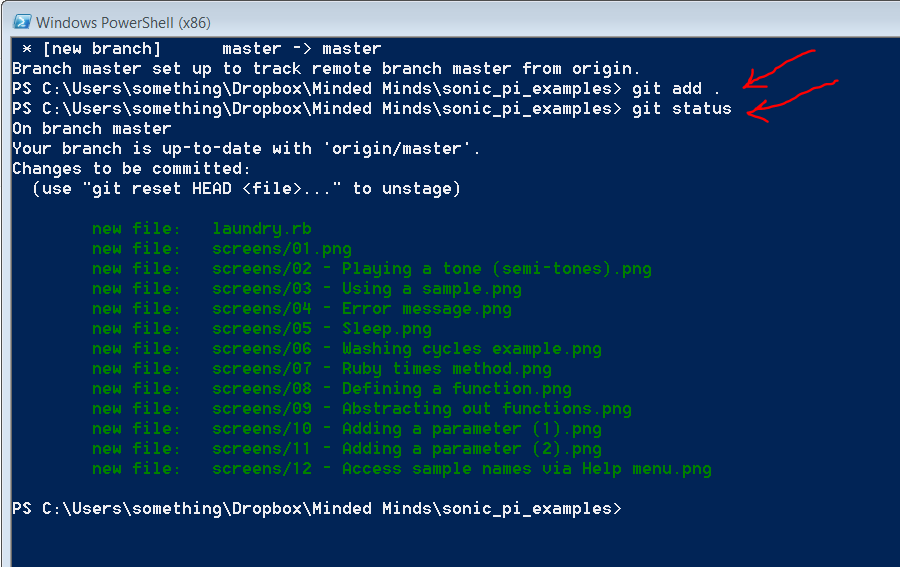 Windows PowerShell (x86)
* [new branch]      master -> master
Branch master set up to track remote branch master from origin.
PS C:\Users\something\Dropbox\Minded Minds\sonic_pi_examples> git add .
PS C:\Users\something\Dropbox\Minded Minds\sonic_pi_examples> git status
On branch master
Your branch is up-to-date with 'origin/master'.
Changes to be committed:
  (use "git reset HEAD <file>..." to unstage)
        new file:   laundry.rb
        new file:   screens/01.png
        new file:   screens/02 - Playing a tone (semi-tones).png
        new file:   screens/03 - Using a sample.png
        new file:   screens/04 - Error message.png
        new file:   screens/05 - Sleep.png
        new file:   screens/06 - Washing cycles example.png
        new file:   screens/07 - Ruby times method.png
        new file:   screens/08 - Defining a function.png
        new file:   screens/09 - Abstracting out functions.png
        new file:   screens/10 - Adding a parameter (1).png
        new file:   screens/11 - Adding a parameter (2).png
        new file:   screens/12 - Access sample names via Help menu.png
PS C:\Users\something\Dropbox\Minded Minds\sonic_pi_examples>